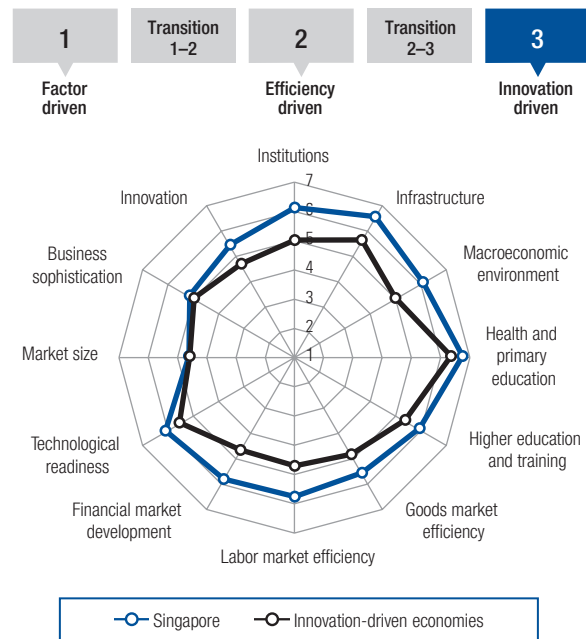 1
Transition
1–2
2
Transition
2–3
3
Factor
driven
Efficiency
driven
Innovation
driven
Institutions
7
Innovation
6
Infrastructure
Business
sophistication
5
Macroeconomic
environment
4
3
2
Market size
1
Health and
primary
education
Technological
readiness
Higher education
and training
Financial market
development
Goods market
efficiency
Labor market efficiency
Singapore
Innovation-driven economies